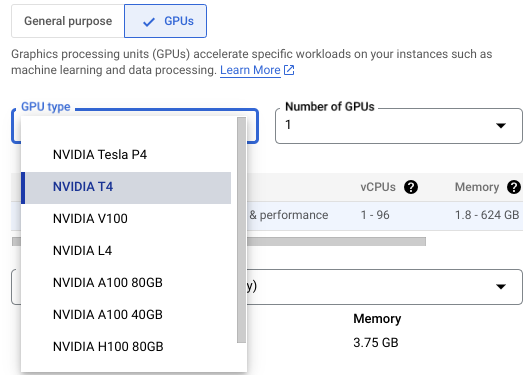 General purpose
GPUs
Graphics processing units (GPUs) accelerate specific workloads on your instances such as
machine learning and data processing. Learn More
GPU type
Number of GPUs
1
NVIDIA Tesla P4
NVIDIA T4
NVIDIA V100
NVIDIA L4
NVIDIA A100 80GB
NVIDIA A100 40GB
NVIDIA H100 80GB
vCPUs ?
Memory ?
& performance
1 - 96
1.8 - 624 GB
y)
Memory
3.75 GB